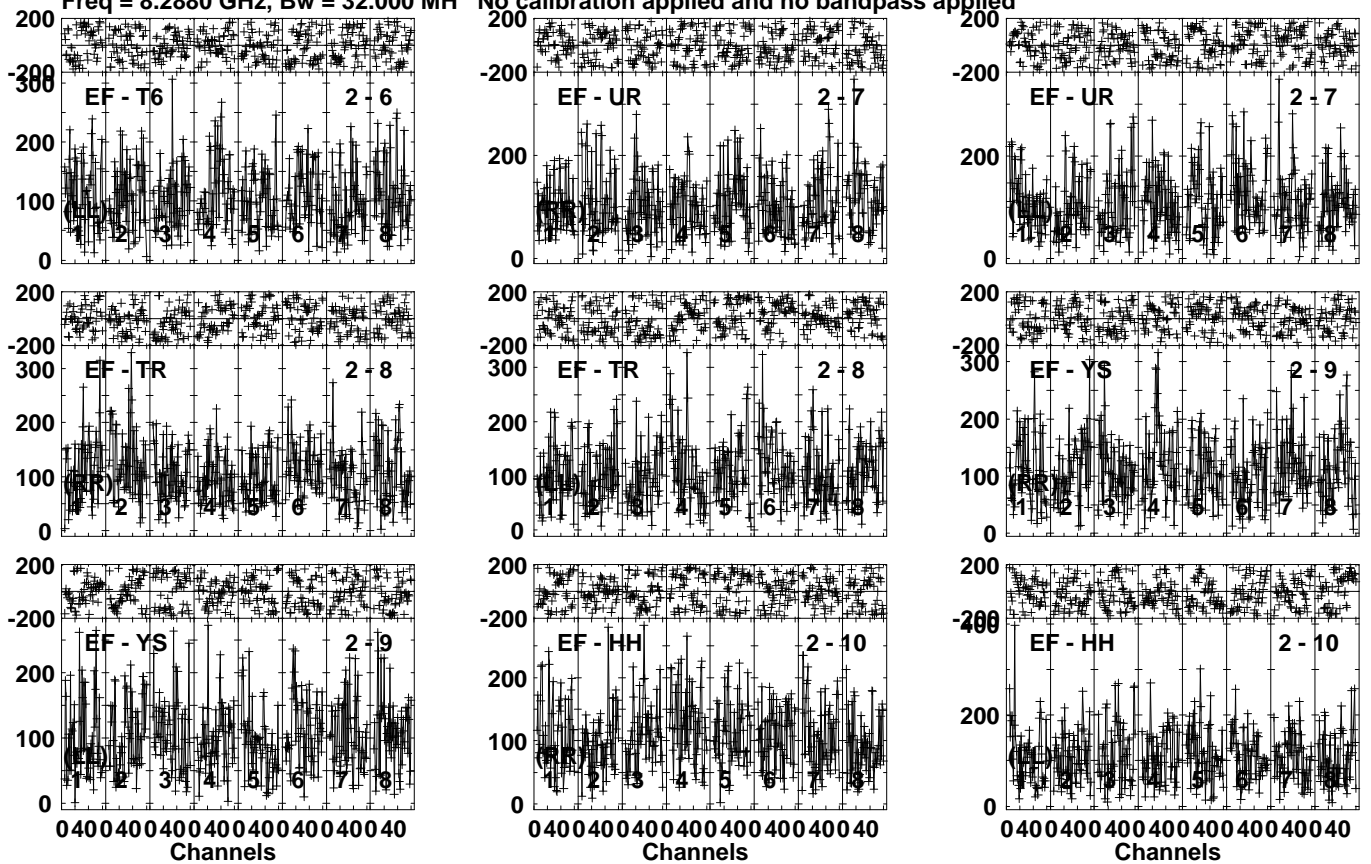 Freq = 8.2880 GHz, Bw = 32.000 MH No calibration applied and no bandpass applied
200 200 200
-200 -200 -200
300
EF - T6 2 - 6 EF - UR 2 - 7 EF - UR 2 - 7
200 200 200
100
(LL) (RR) (LL)
1 2 3 4 5 6 7 8 1 2 3 4 5 6 7 8 1 2 3 4 5 6 7 8
0 0 0
200 200 200
-200 -200 -200
EF - TR 2 - 8 EF - TR 2 - 8 EF - YS 2 - 9
300 300 300
200 200 200
100 100 100
(RR) (LL) (RR)
1 2 3 4 5 6 7 8 1 2 3 4 5 6 7 8 1 2 3 4 5 6 7 8
0 0 0
200 200 200
-200 -200 -200
400
EF - YS 2 - 9 EF - HH 2 - 10 EF - HH 2 - 10
200 200 200
100 100
(LL) (RR) (LL)
1 2 3 4 5 6 7 8 1 2 3 4 5 6 7 8 1 2 3 4 5 6 7 8
0 0 0
0 40 0 40 0 40 0 40 0 40 0 40 0 40 0 40 0 40 0 40 0 40 0 40 0 40 0 40 0 40 0 40 0 40 0 40 0 40 0 40 0 40 0 40 0 40 0 40
Channels Channels Channels